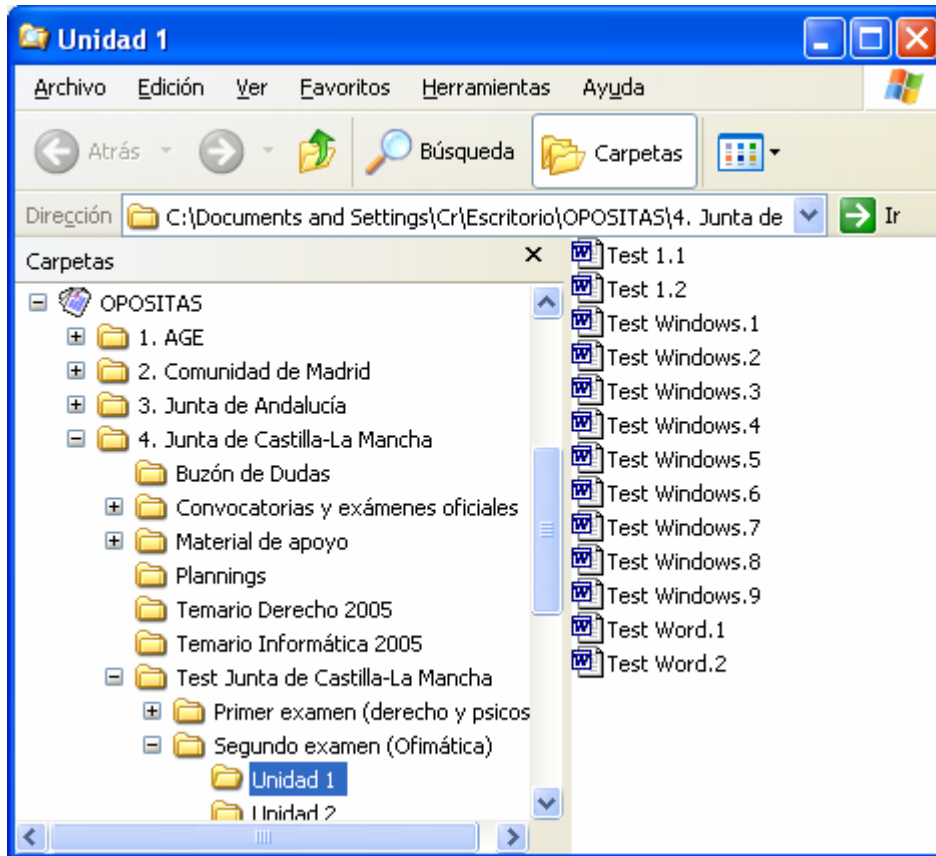 Unidad 1
Archivo Edición Ver Favoritos Herramientas Ayuda
Atrás Búsqueda Carpetas
Dirección C:\Documents and Settings\Cr\Escritorio\OPOSITAS\4. Junta de Ir
Carpetas
OPOSITAS
1. AGE
2. Comunidad de Madrid
3. Junta de Andalucía
4. Junta de Castilla-La Mancha
Buzón de Dudas
Convocatorias y exámenes oficiales
Material de apoyo
Plannings
Temario Derecho 2005
Temario Informática 2005
Test Junta de Castilla-La Mancha
Primer examen (derecho y psicos
Segundo examen (Ofimática)
Unidad 1
Unidad 2
Test 1.1
Test 1.2
Test Windows.1
Test Windows.2
Test Windows.3
Test Windows.4
Test Windows.5
Test Windows.6
Test Windows.7
Test Windows.8
Test Windows.9
Test Word.1
Test Word.2